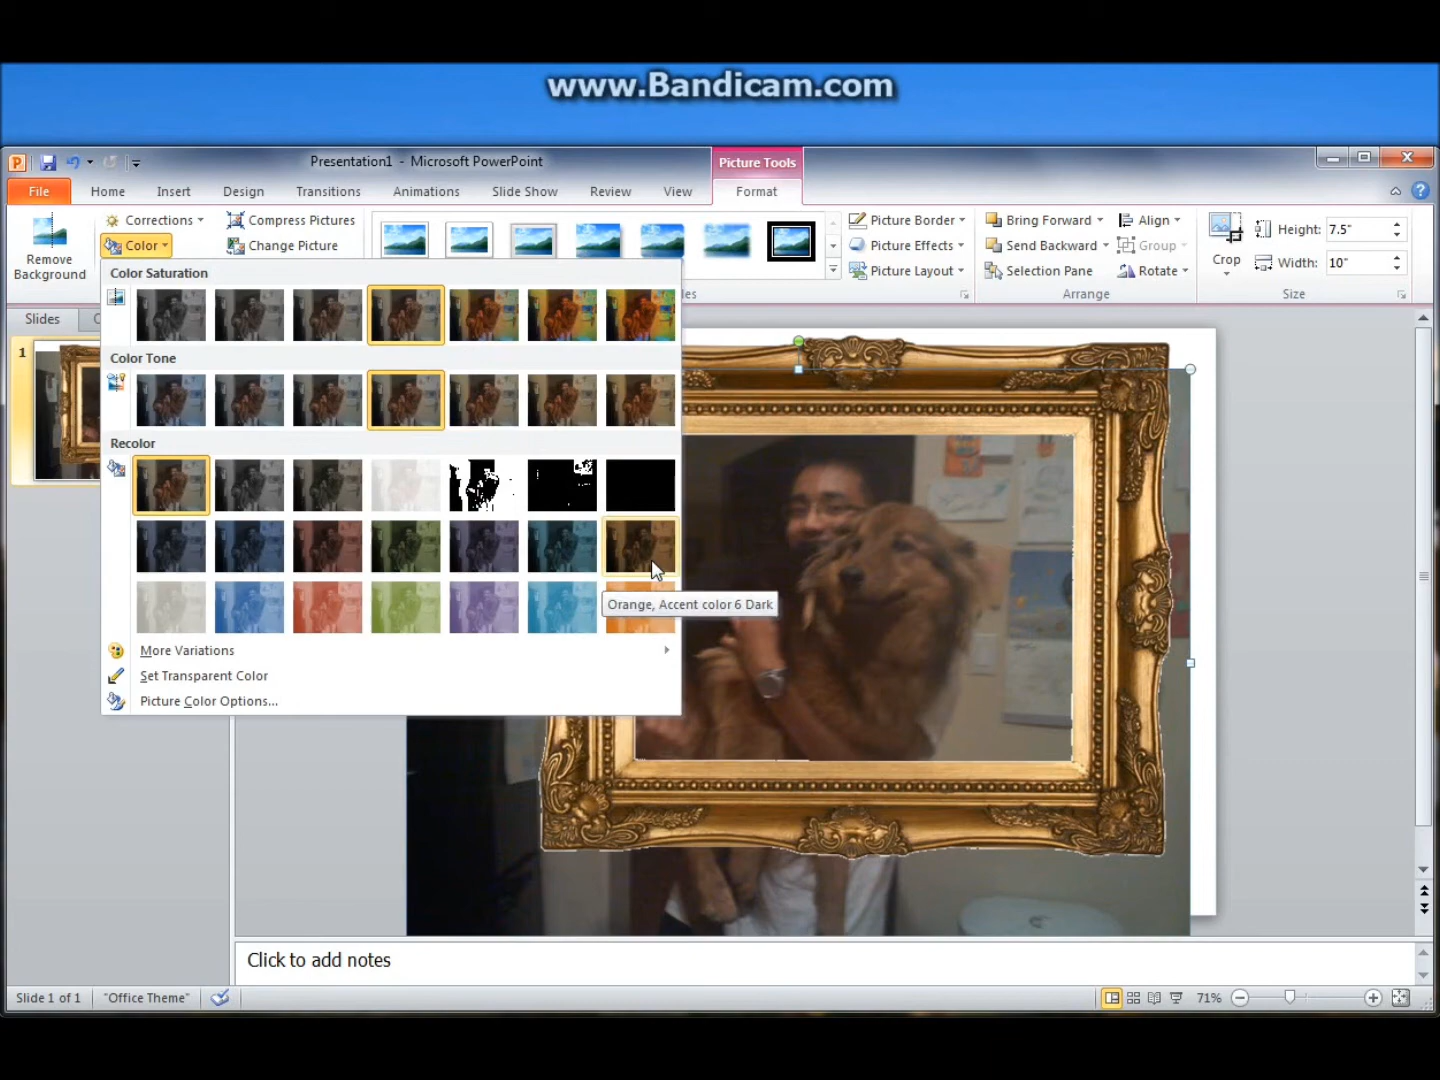 www.Bandicam.com
Presentation1 - Microsoft PowerPoint
Picture Tools
File
Home
Insert
Design
Transitions
Animations
Slide Show
Review
View
Format
Remove Background
Corrections
Color
Compress Pictures
Change Picture
Picture Border
Picture Effects
Picture Layout
Bring Forward
Send Backward
Selection Pane
Align
Group
Rotate
Crop
Height: 7.5"
Width: 10"
les
Arrange
Size
Slides
1
Color Saturation
Color Tone
Recolor
Orange, Accent color 6 Dark
More Variations
Set Transparent Color
Picture Color Options...
Click to add notes
Slide 1 of 1
"Office Theme"
71%